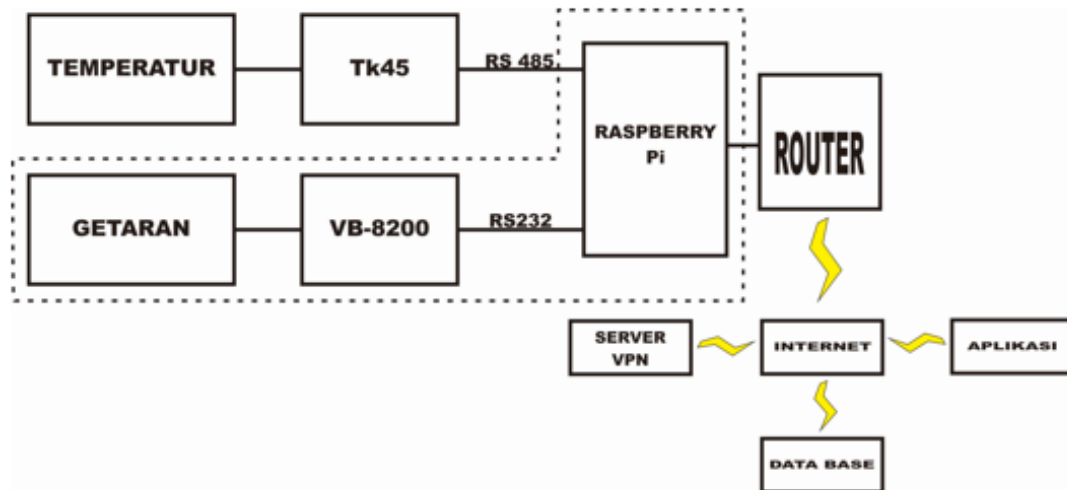 TEMPERATUR
Tk45
RS 485
RASPBERRY
Pi
ROUTER
GETARAN
VB-8200
RS232
SERVER
VPN
INTERNET
APLIKASI
DATA BASE